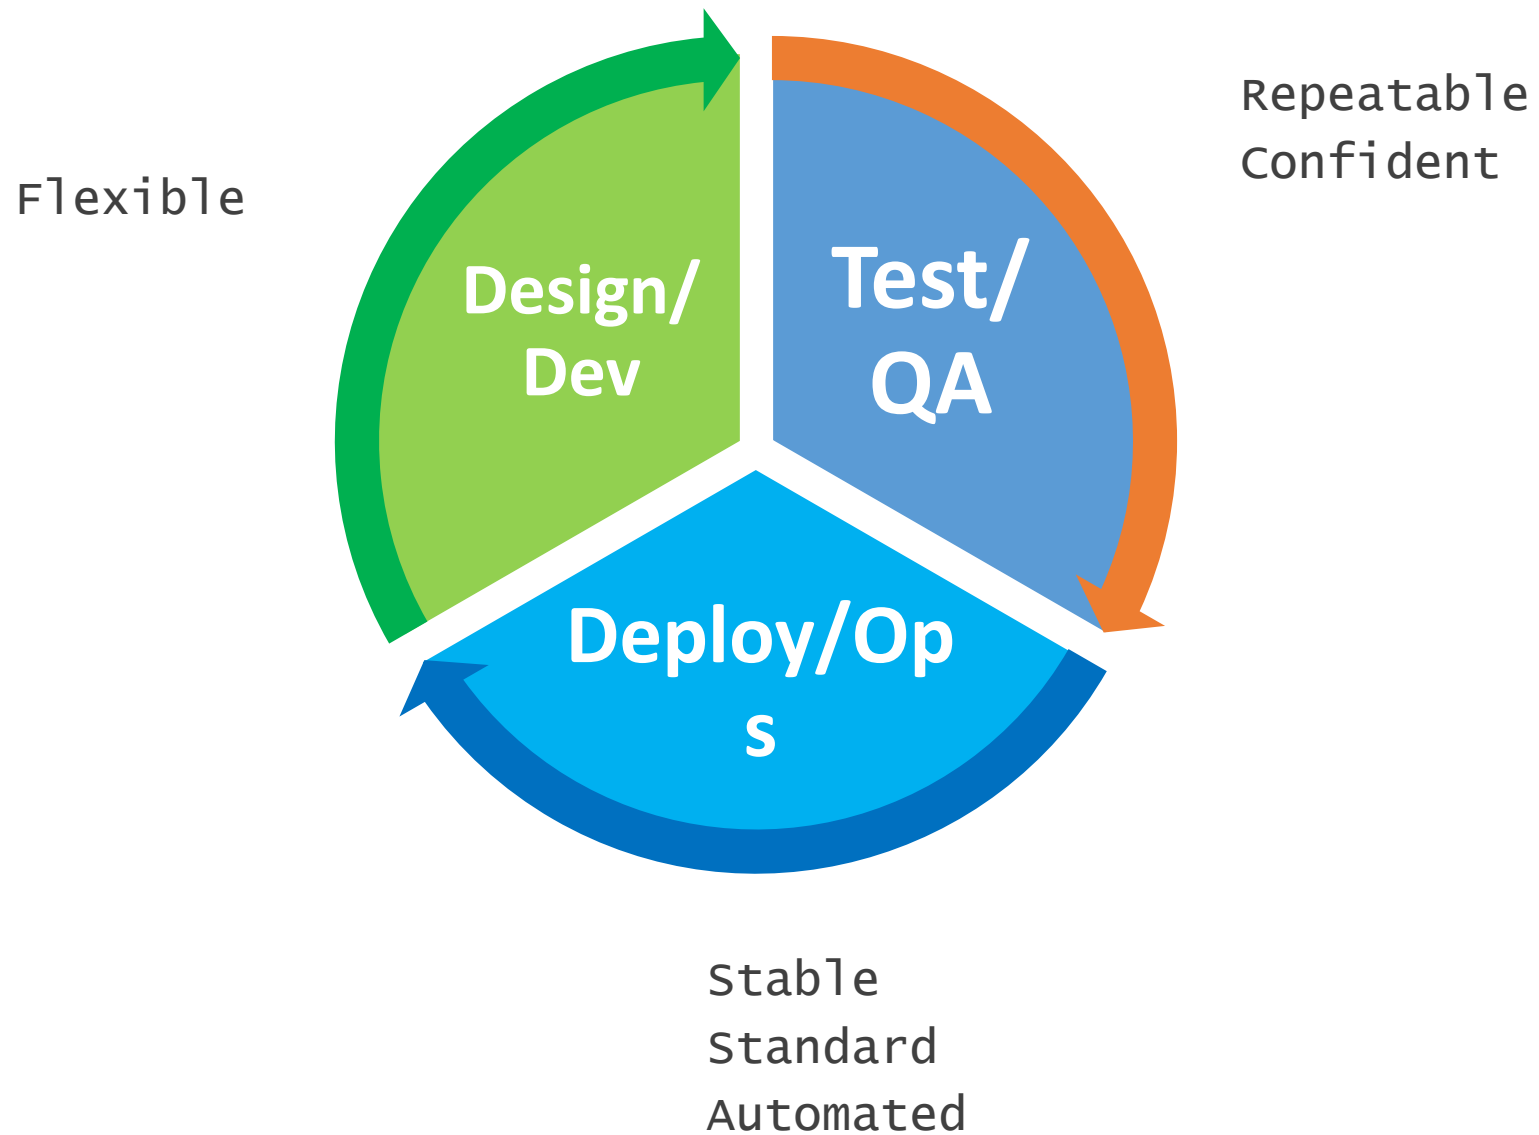 Flexible
Design/
Dev
Test/
QA
Repeatable
Confident
Deploy/Op
s
Stable
Standard
Automated